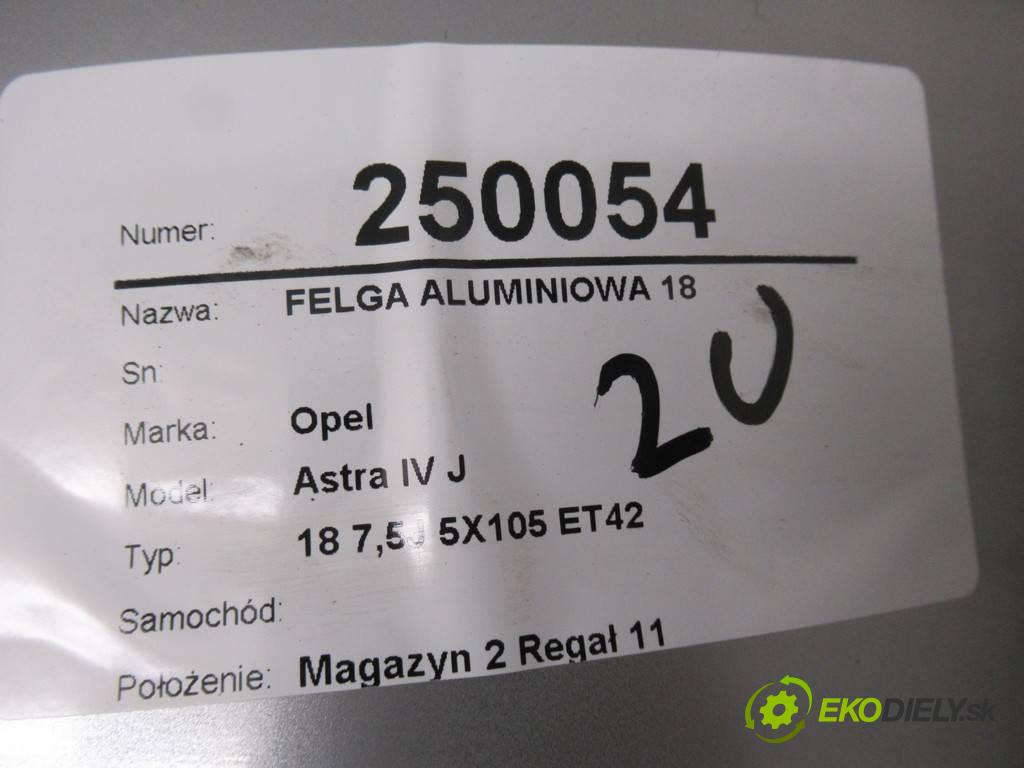 Numer: 250054
Nazwa: FELGA ALUMINIOWA 18
Sn:
Marka: Opel
Model: Astra IV J
Typ: 18 7,5J 5X105 ET42
Samochód:
Położenie: Magazyn 2 Regał 11
20
EKODIELY.sk